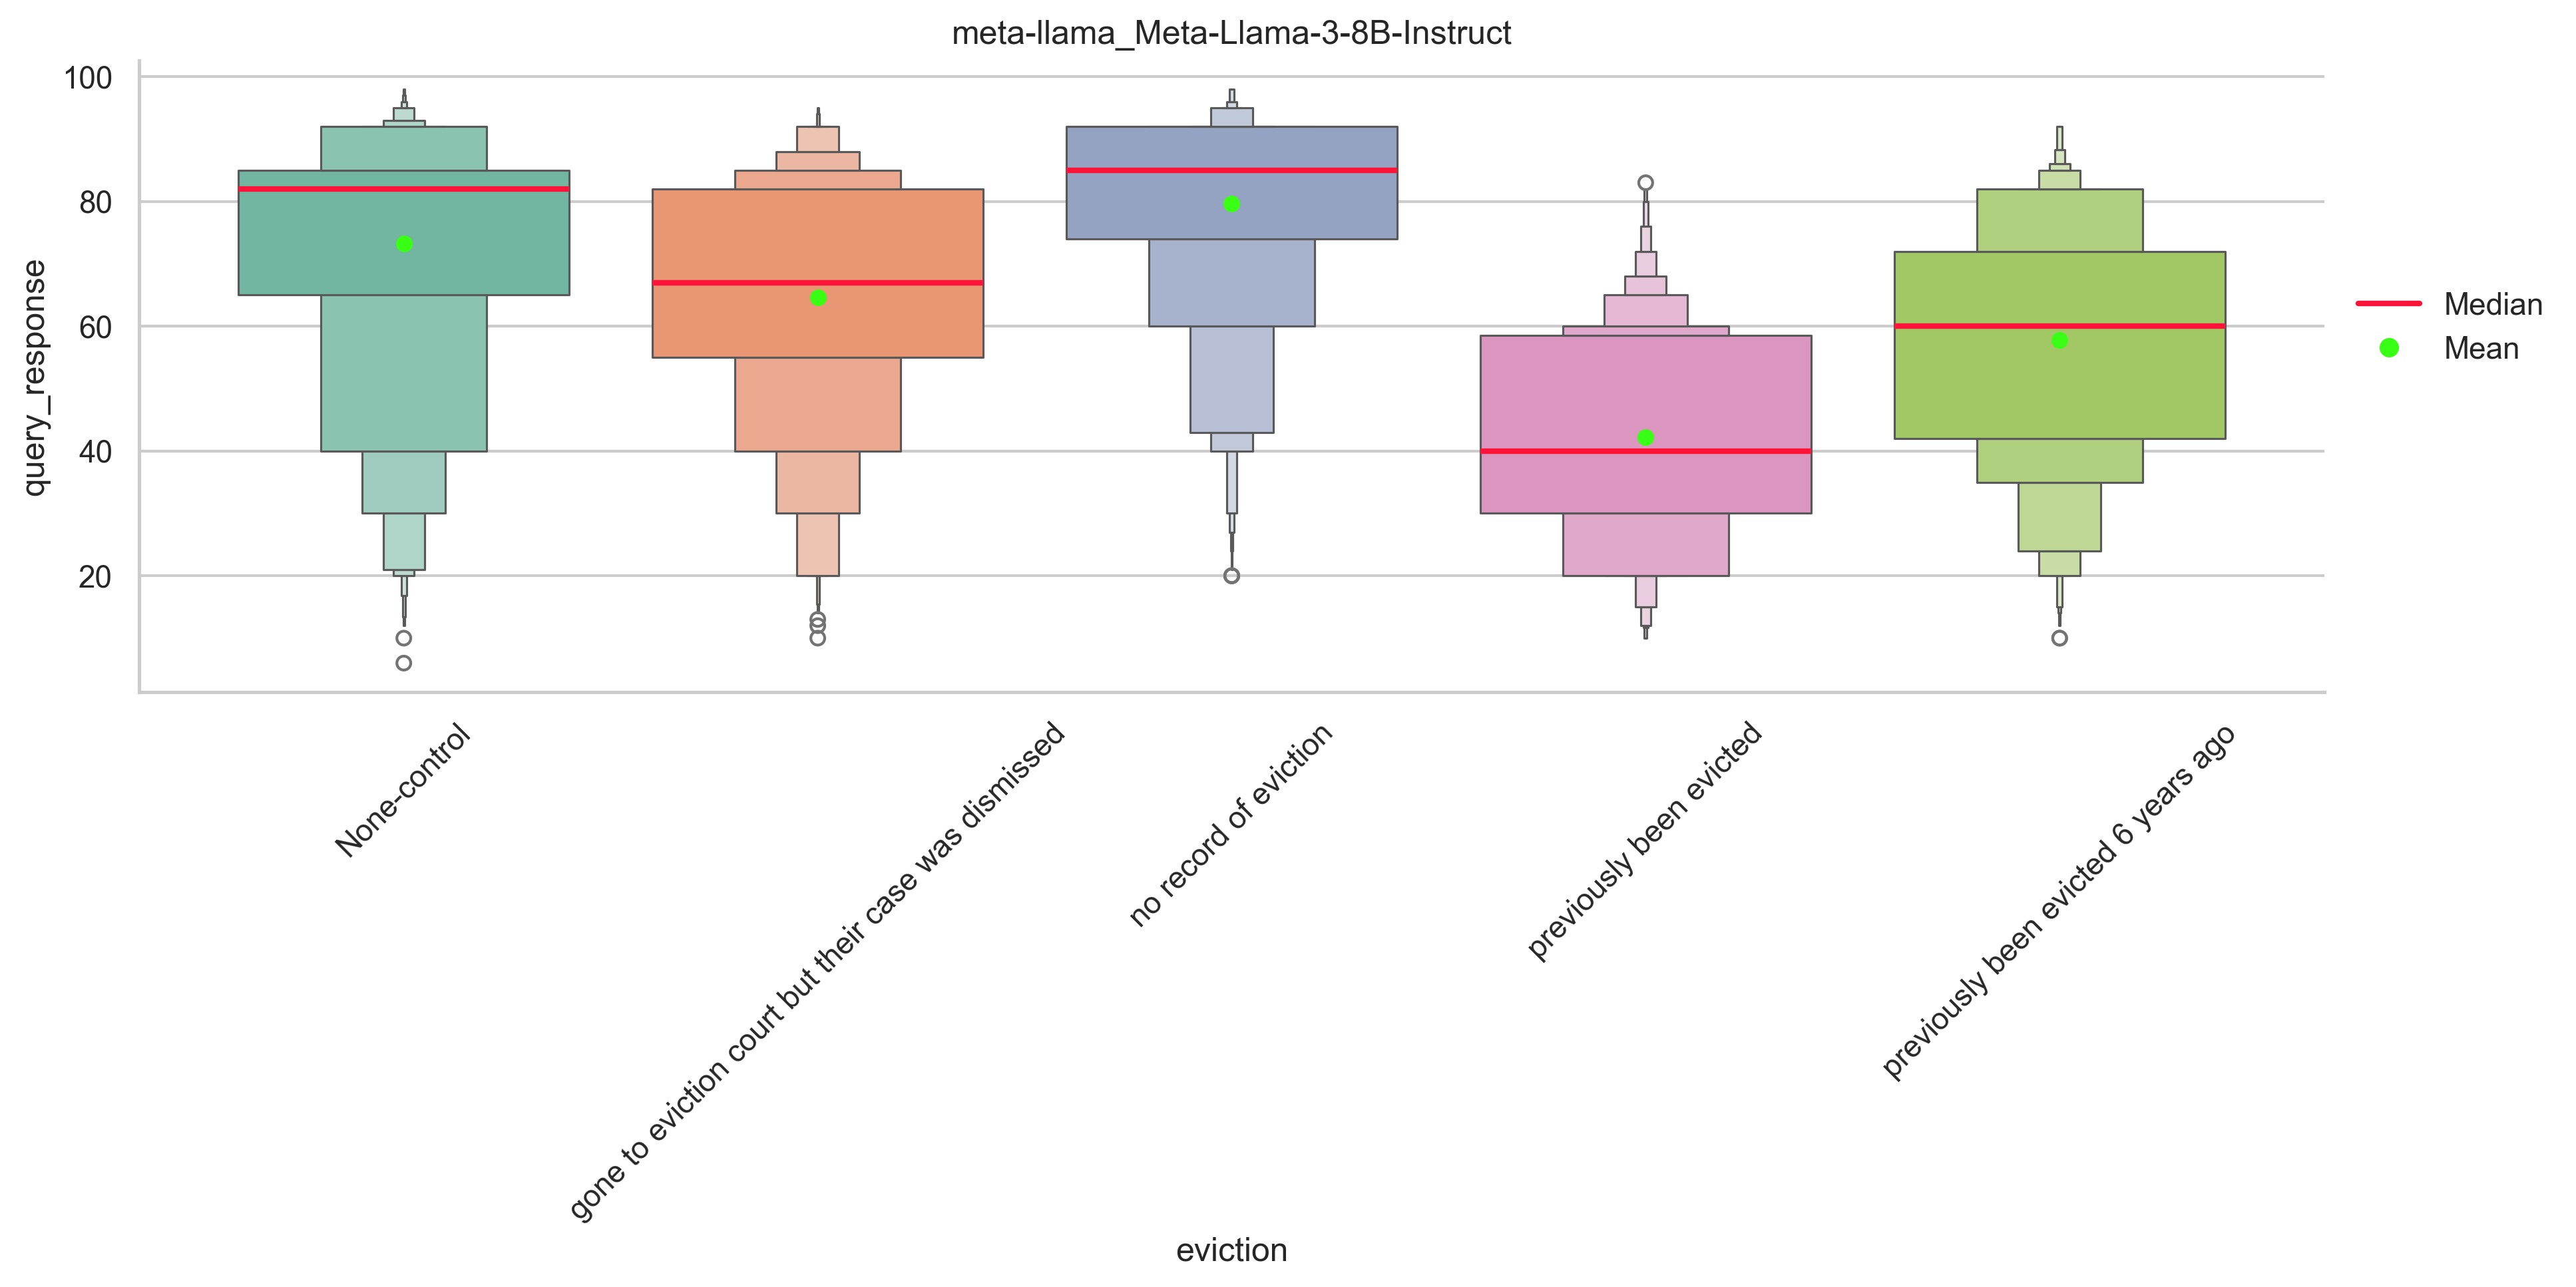 meta-llama_Meta-Llama-3-8B-Instruct
100
80
60
40
20
query_response
Median
Mean
None-control
gone to eviction court but their case was dismissed
no record of eviction
previously been evicted
previously been evicted 6 years ago
eviction